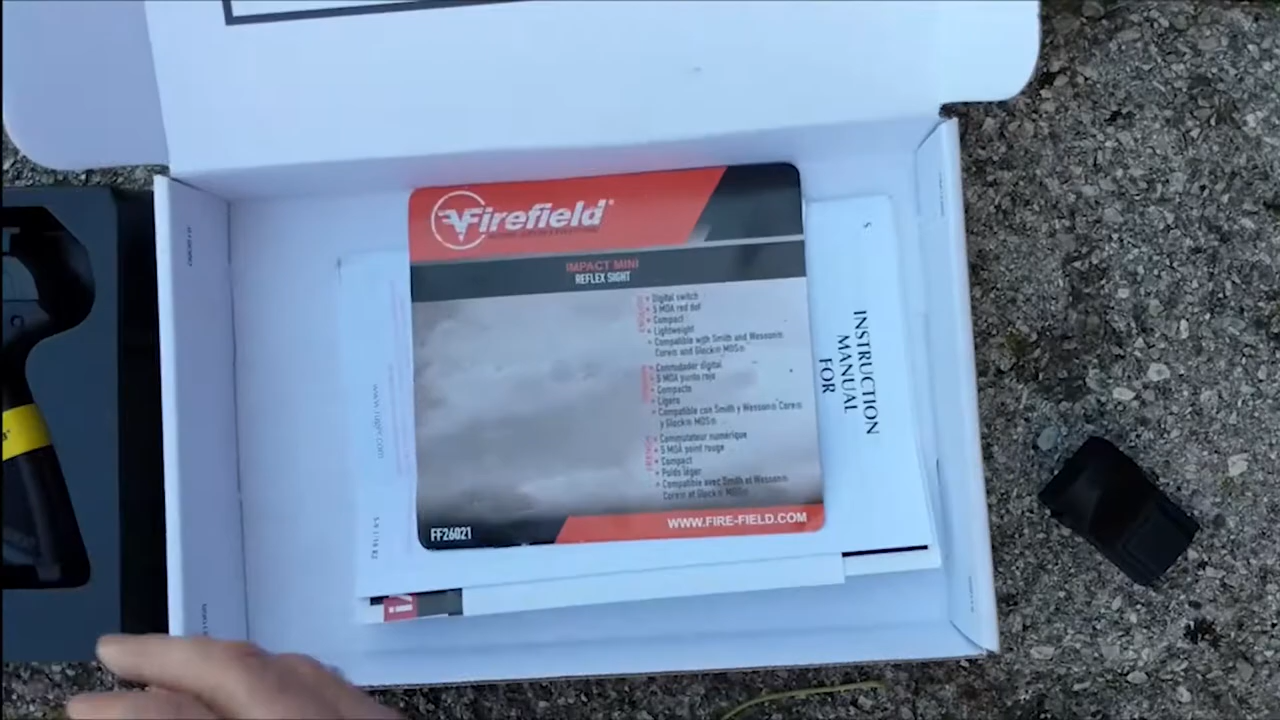 Firefield®
IMPACT MINI
REFLEX SIGHT
• Digital switch
• 5 MOA red dot
• Compact
• Lightweight
• Compatible with Smith and Wesson®
Core® and Glock® MOS®
• Conmutador digital
• 5 MOA punto rojo
• Compacto
• Ligero
• Compatible con Smith y Wesson® Core®
y Glock® MOS®
• Commutateur numérique
• 5 MOA point rouge
• Compact
• Poids léger
• Compatible avec Smith et Wesson®
Core® et Glock® MOS®
FF26021
WWW.FIRE-FIELD.COM
INSTRUCTION
MANUAL
FOR